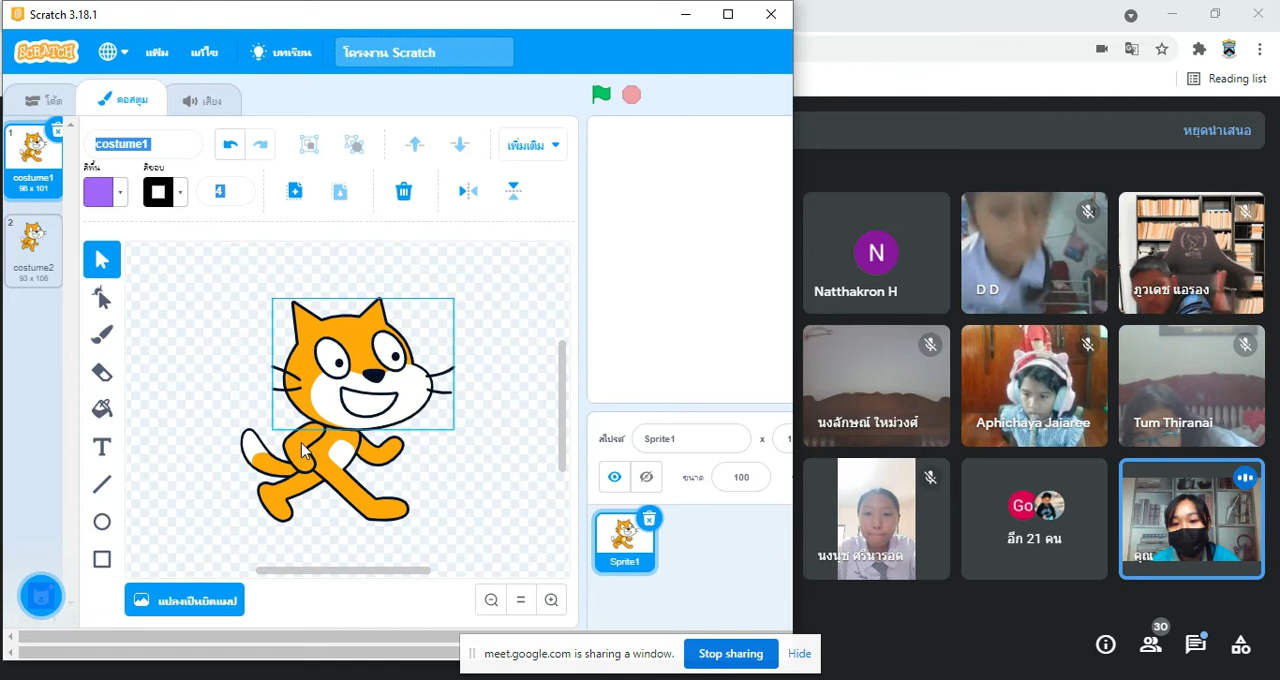 Scratch 3.18.1
SCRATCH
แฟ้ม
แก้ไข
บทเรียน
โครงงาน Scratch
โค้ด
คอสตูม
เสียง
1
costume1
96 x 101
2
costume2
93 x 106
costume1
เพิ่มเติม
สีพื้น
สีขอบ
4
T
แปลงเป็นบิตแมป
สไปรต์
Sprite1
x
1
ขนาด
100
Sprite1
meet.google.com is sharing a window.
Stop sharing
Hide
Reading list
หยุดนำเสนอ
N
Natthakron H
D D
ภูวเดช แอรอง
นงลักษณ์ ใหม่วงศ์
Aphichaya Jaiaree
Tum Thiranai
นงนุช ศรีนารอด
Go
อีก 21 คน
คุณ
30